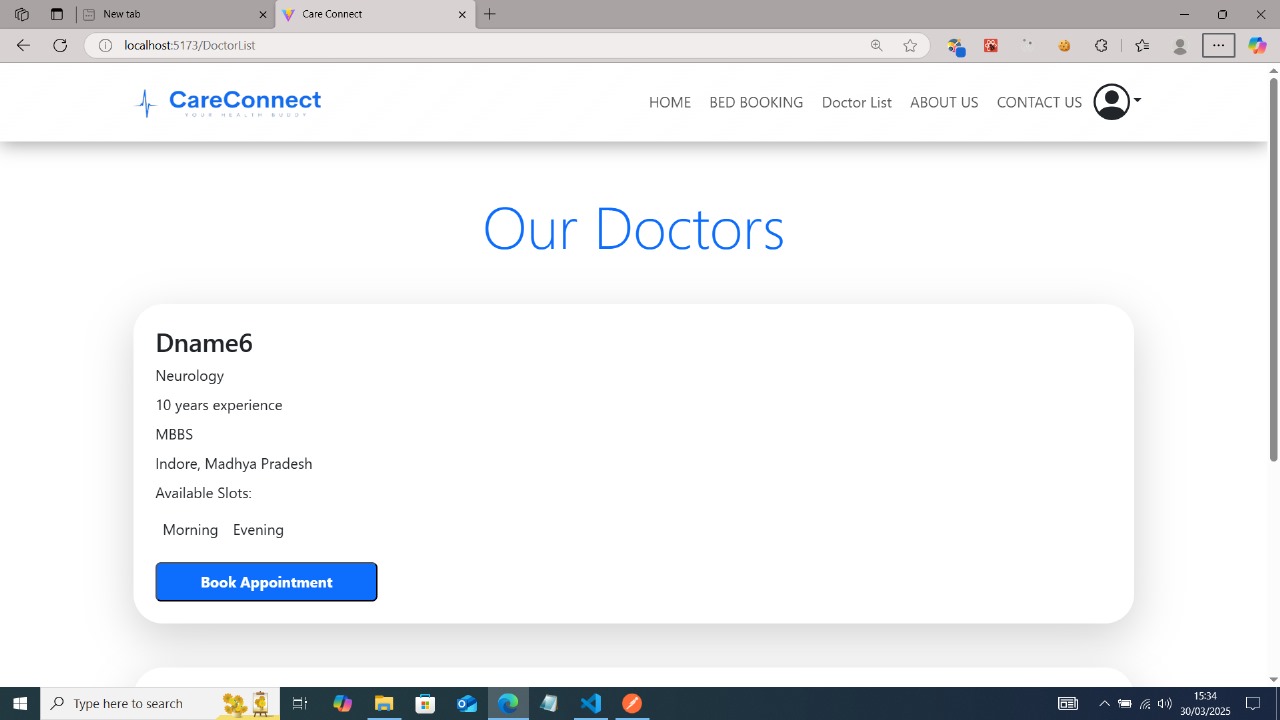 New tab
Care Connect
localhost:5173/DoctorList
CareConnect
YOUR HEALTH BUDDY
HOME
BED BOOKING
Doctor List
ABOUT US
CONTACT US
Our Doctors
Dname6
Neurology
10 years experience
MBBS
Indore, Madhya Pradesh
Available Slots:
Morning Evening
Book Appointment
Type here to search
15:34
30/03/2025